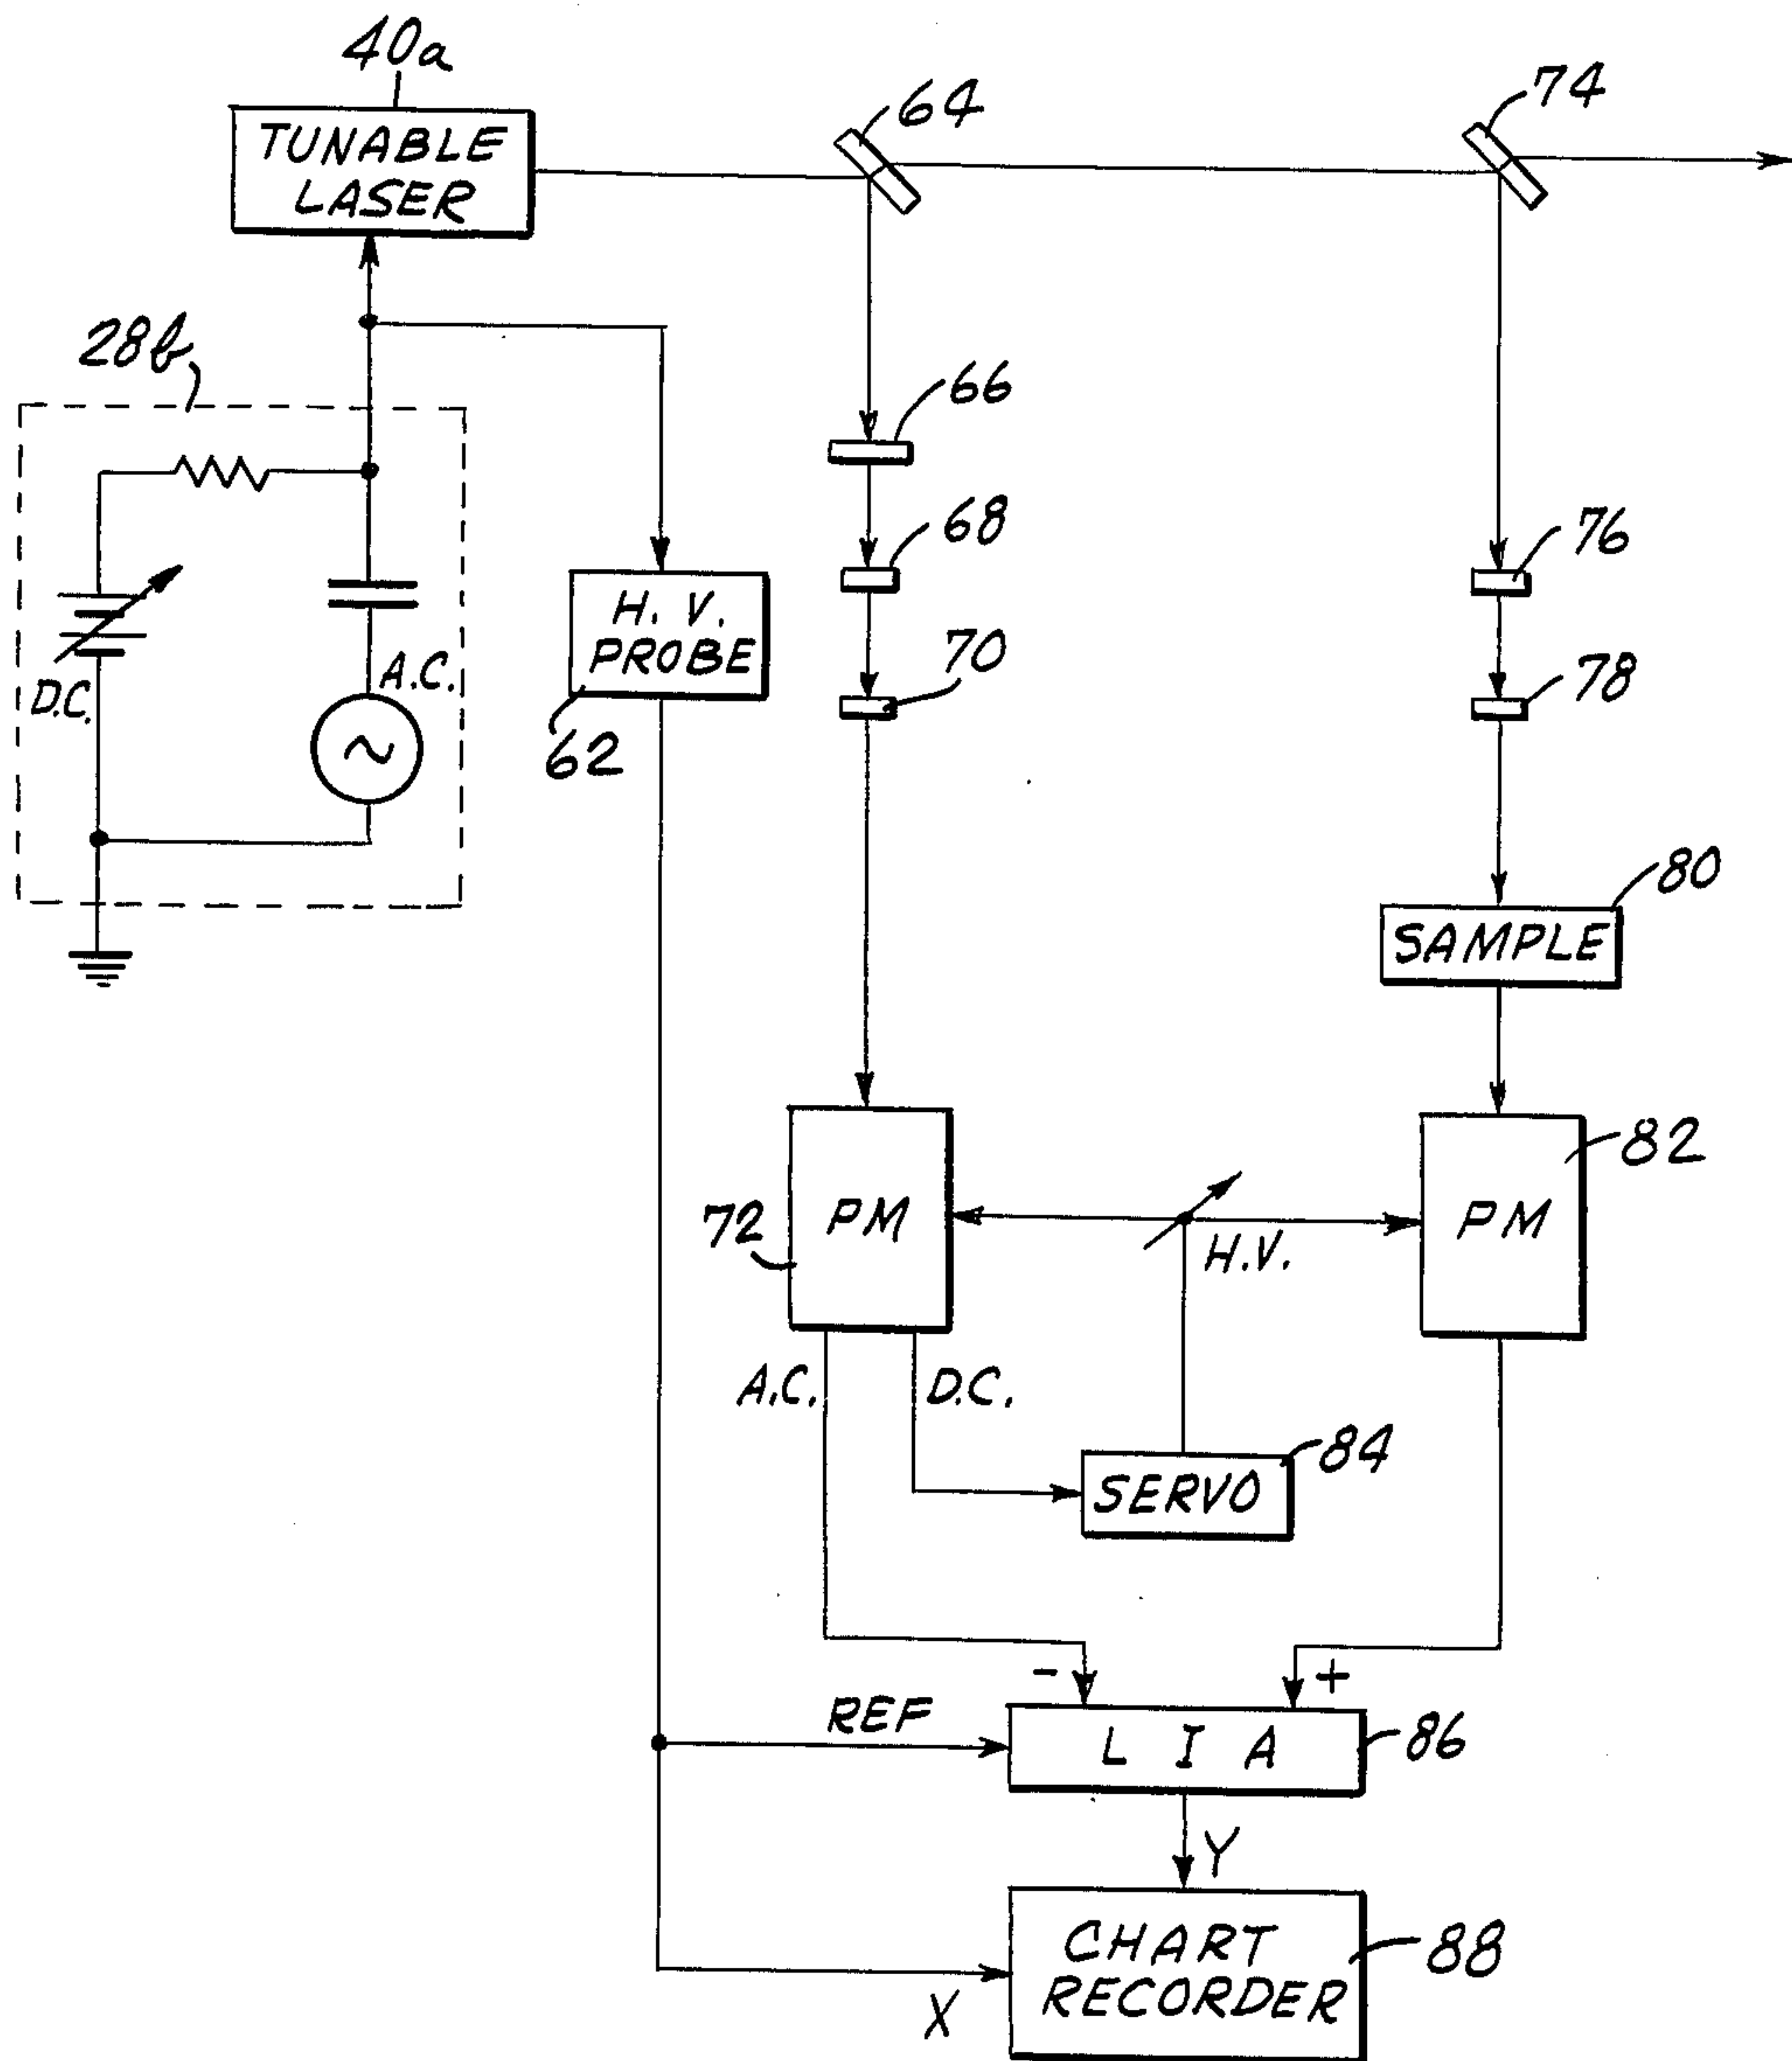 40a
TUNABLE
LASER
64
74
28b
66
68
76
H. V.
PROBE
62
70
78
D.C.
A.C.
80
SAMPLE
72
PM
H.V.
PM
82
A.C.
D.C.
SERVO
84
-
+
REF
L I A
86
Y
CHART
RECORDER
88
X